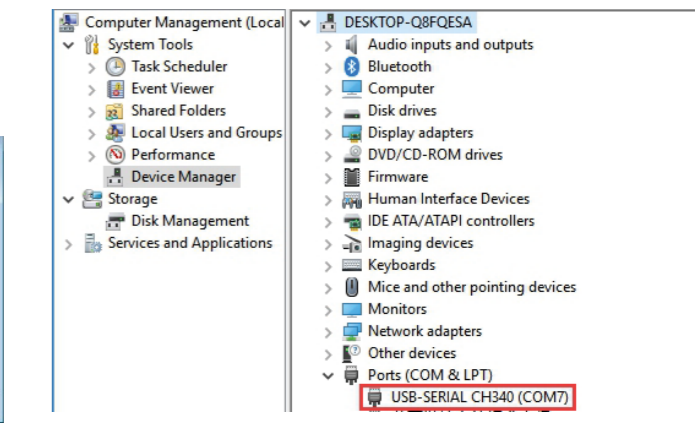 Computer Management (Local
System Tools
Task Scheduler
Event Viewer
Shared Folders
Local Users and Groups
Performance
Device Manager
Storage
Disk Management
Services and Applications
DESKTOP-Q8FQESA
Audio inputs and outputs
Bluetooth
Computer
Disk drives
Display adapters
DVD/CD-ROM drives
Firmware
Human Interface Devices
IDE ATA/ATAPI controllers
Imaging devices
Keyboards
Mice and other pointing devices
Monitors
Network adapters
Other devices
Ports (COM & LPT)
USB-SERIAL CH340 (COM7)